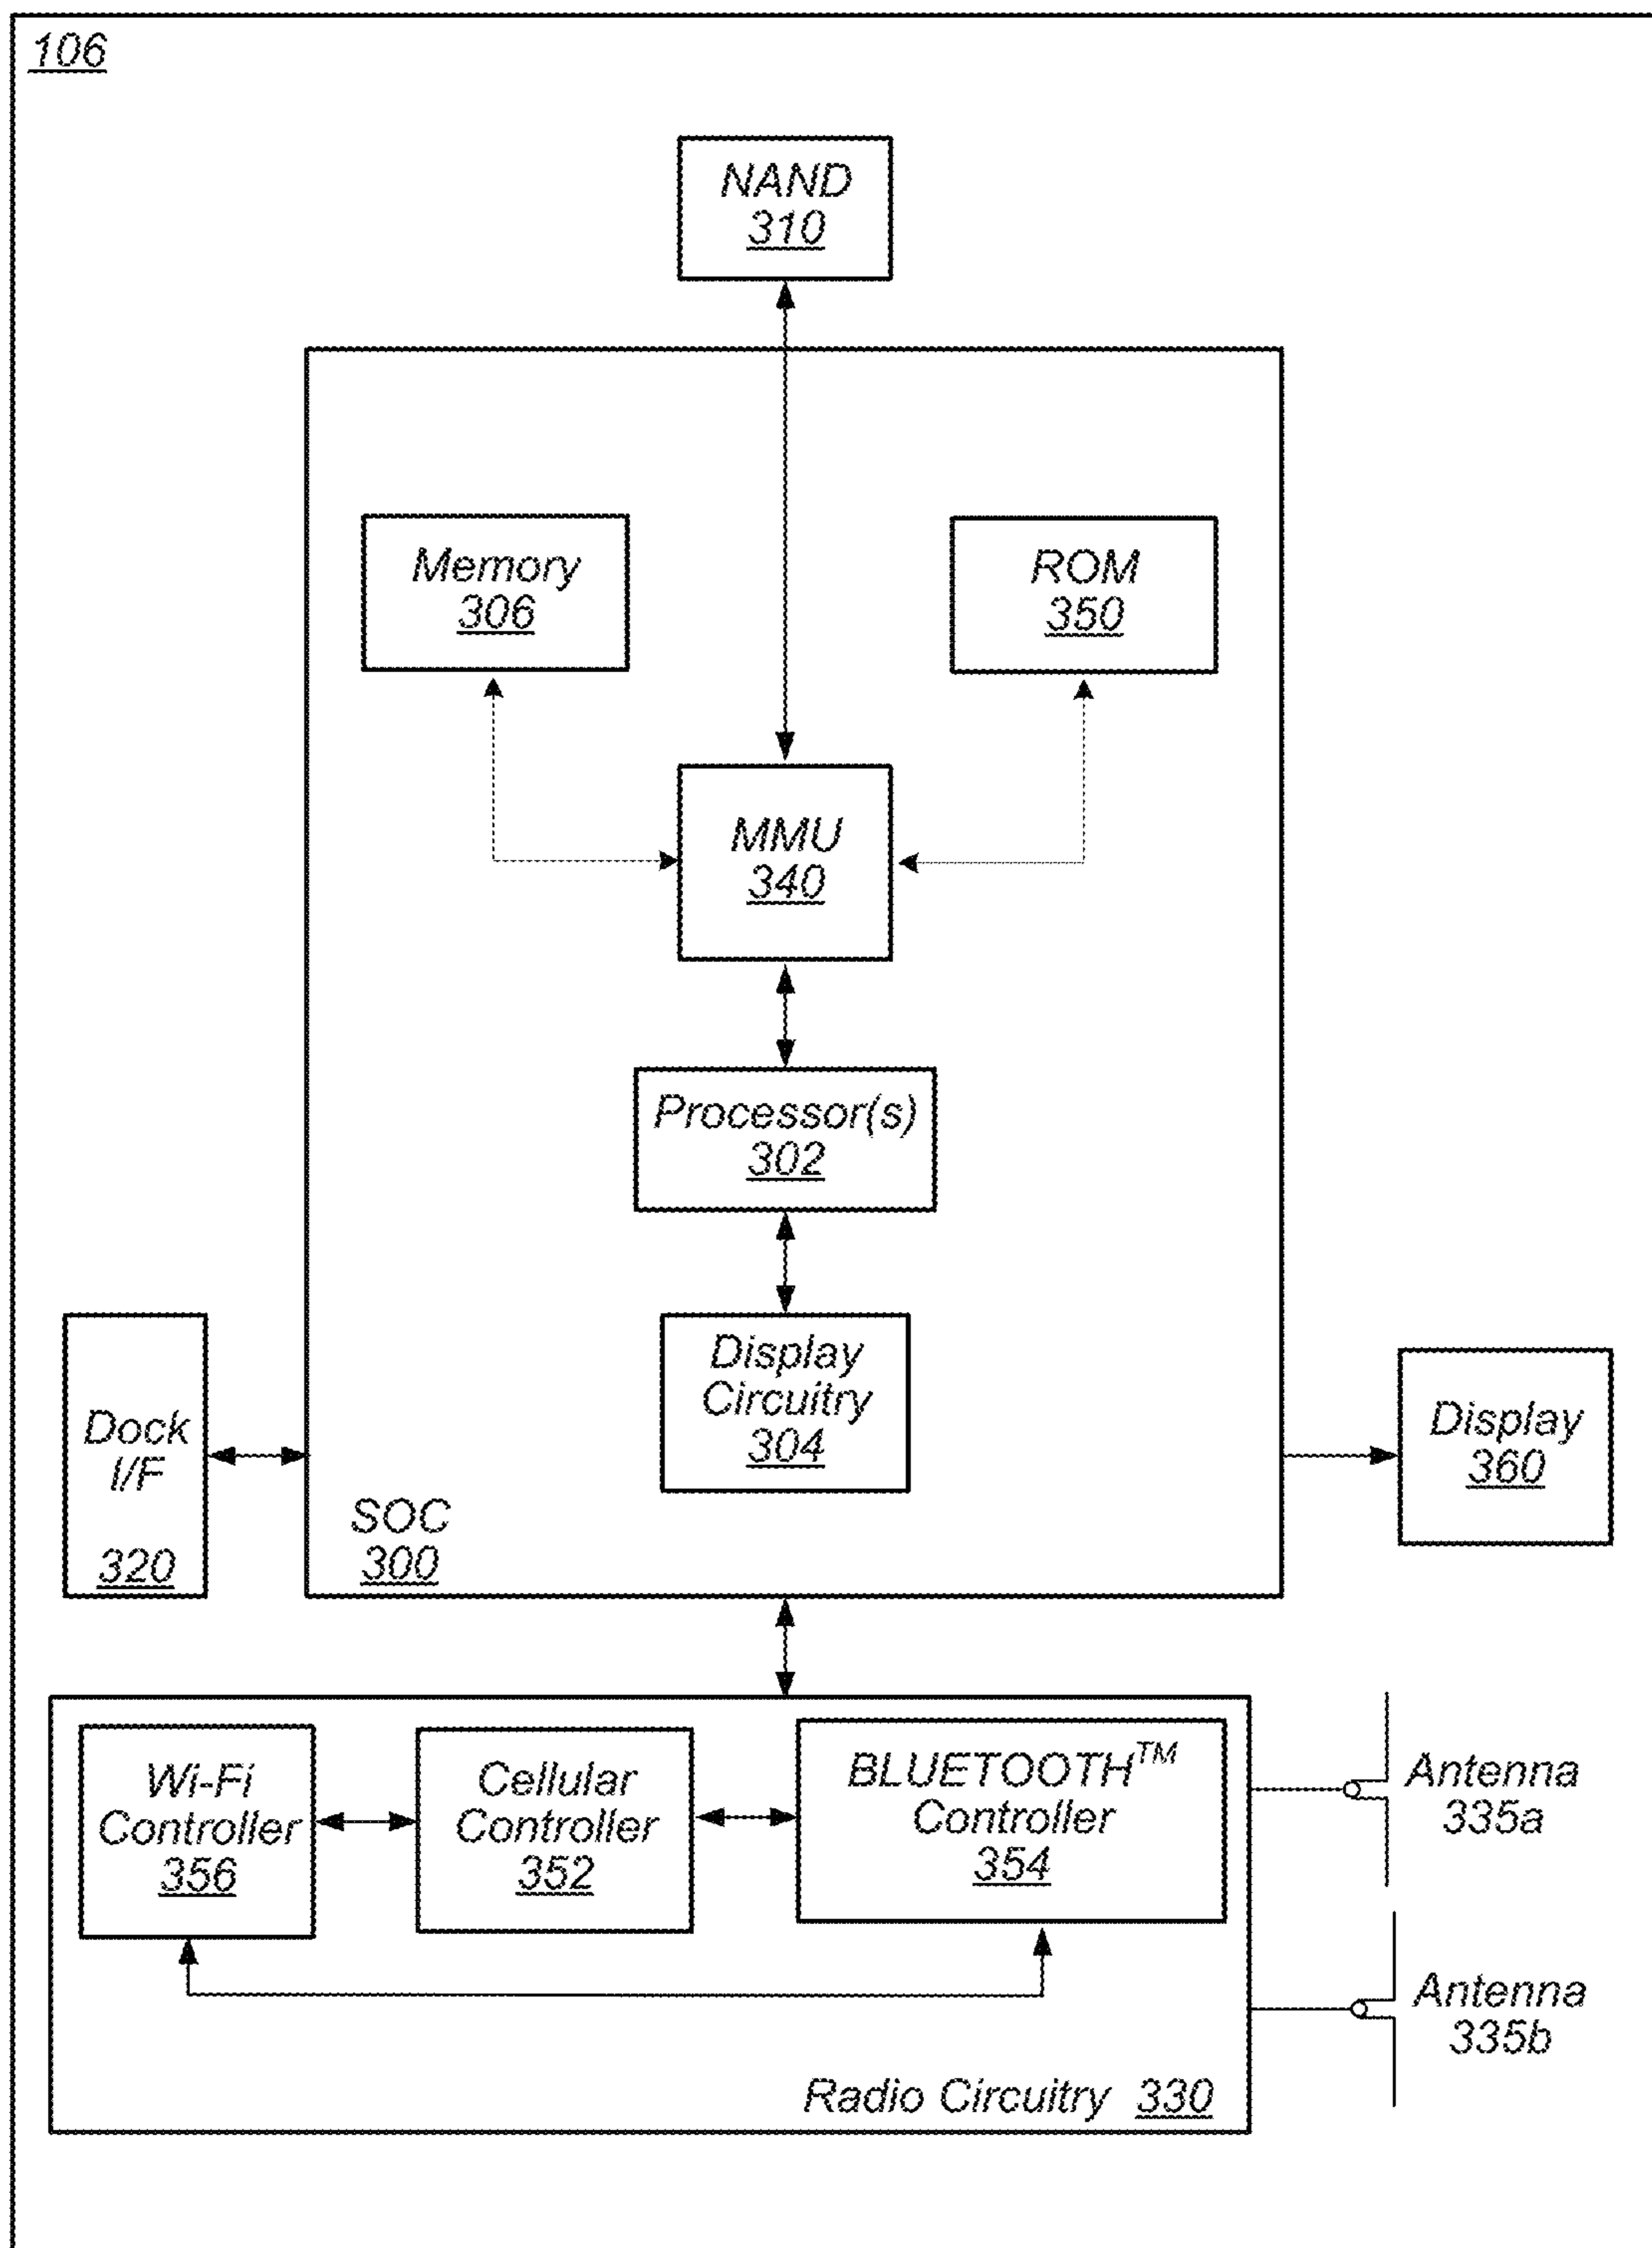 106
NAND
310
Memory
306
ROM
350
MMU
340
Processor(s)
302
Display
Circuitry
304
Dock
I/F
320
SOC
300
Display
360
Wi-Fi
Controller
356
Cellular
Controller
352
BLUETOOTH™
Controller
354
Antenna
335a
Antenna
335b
Radio Circuitry 330